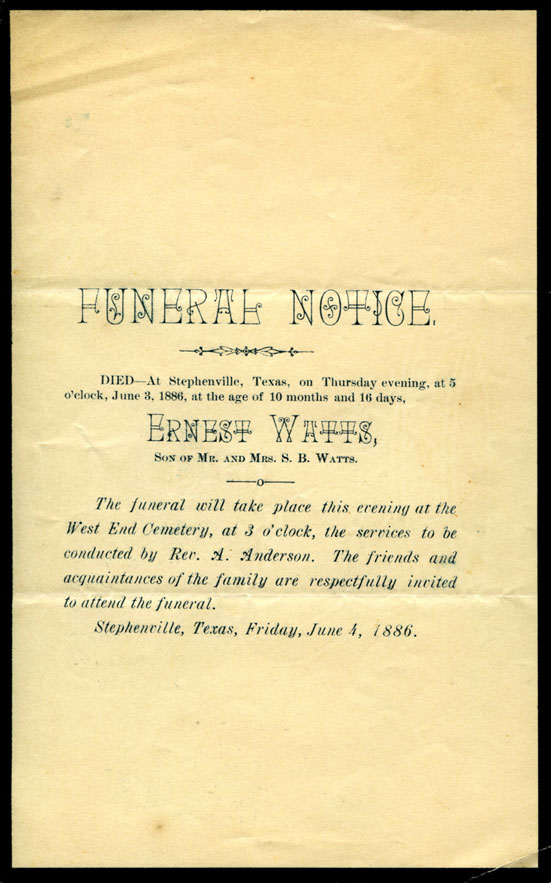 FUNERAL NOTICE.
DIED—At Stephenville, Texas, on Thursday evening, at 5
o'clock, June 3, 1886, at the age of 10 months and 16 days,
ERNEST WATTS,
SON OF MR. AND MRS. S. B. WATTS.
The funeral will take place this evening at the
West End Cemetery, at 3 o'clock, the services to be
conducted by Rev. A. Anderson. The friends and
acquaintances of the family are respectfully invited
to attend the funeral.
Stephenville, Texas, Friday, June 4, 1886.